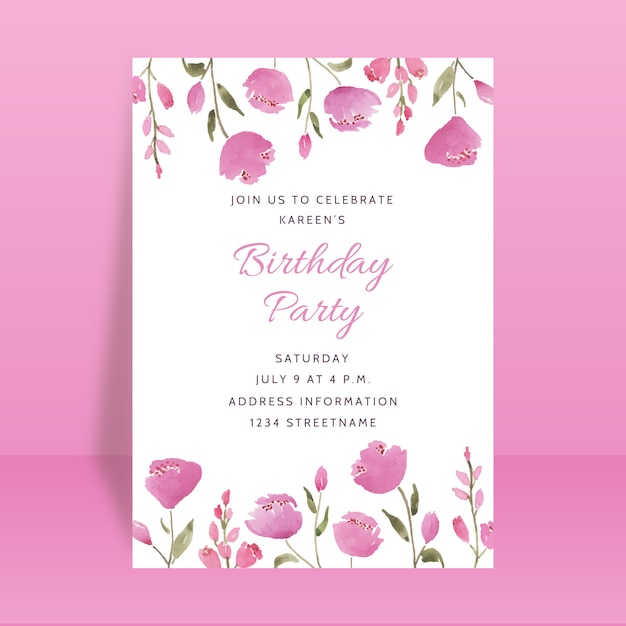 JOIN US TO CELEBRATE
KAREEN'S
Birthday
Party
SATURDAY
JULY 9 AT 4 P.M.
ADDRESS INFORMATION
1234 STREETNAME